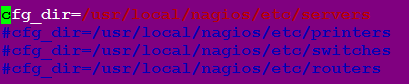 cfg_dir=/usr/local/nagios/etc/servers
#cfg_dir=/usr/local/nagios/etc/printers
#cfg_dir=/usr/local/nagios/etc/switches
#cfg_dir=/usr/local/nagios/etc/routers